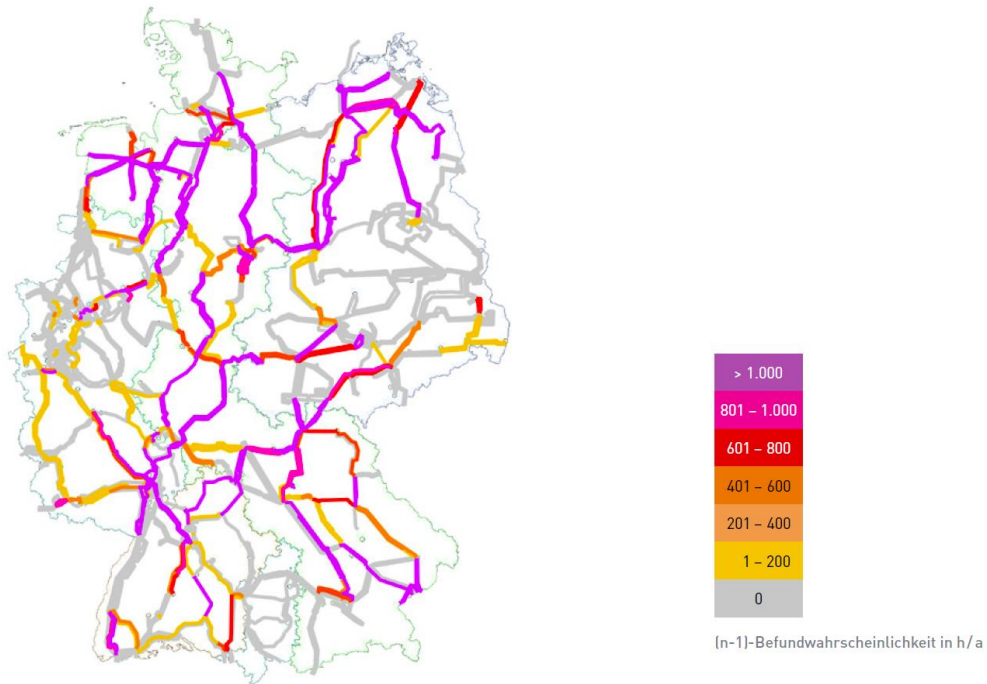 > 1.000
801 – 1.000
601 – 800
401 – 600
201 – 400
1 – 200
0
(n-1)-Befundwahrscheinlichkeit in h/a